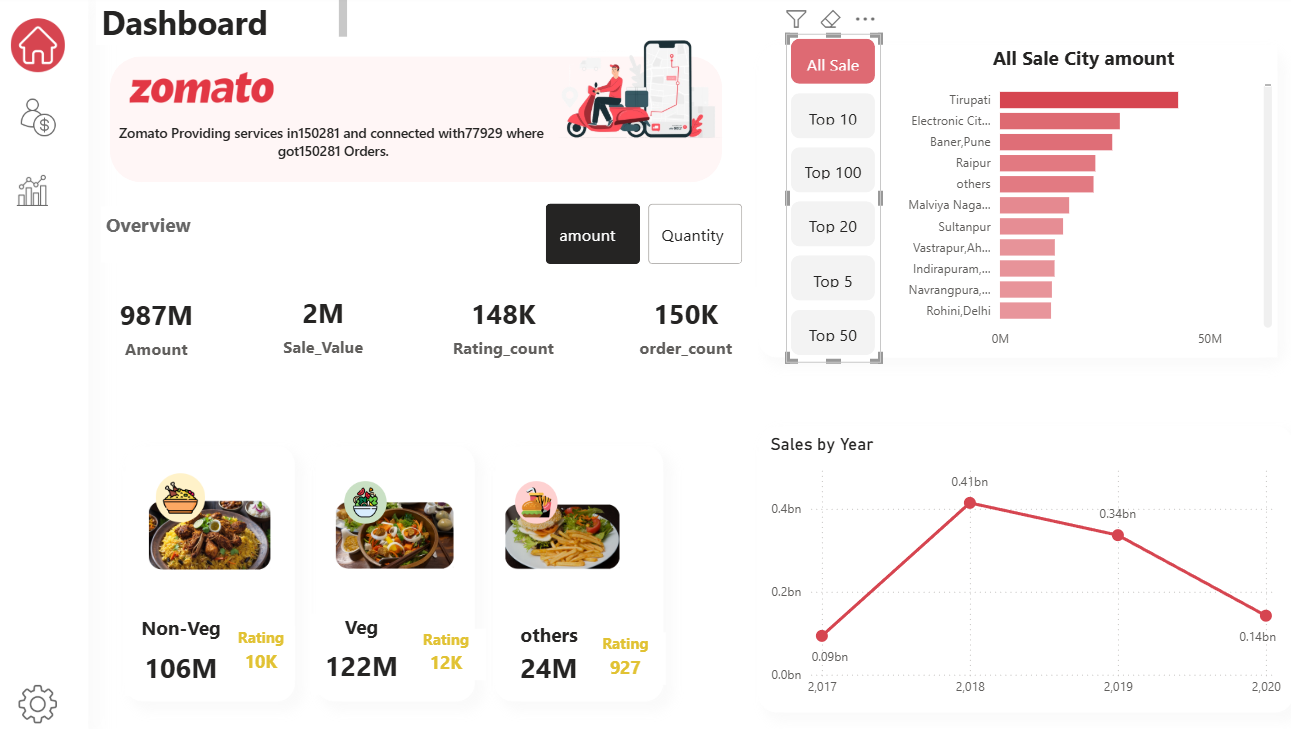 Dashboard
zomato
Zomato Providing services in150281 and connected with77929 where
got150281 Orders.
Overview
amount
Quantity
987M
Amount
2M
Sale_Value
148K
Rating_count
150K
order_count
Non-Veg
106M
Rating
10K
Veg
122M
Rating
12K
others
24M
Rating
927
All Sale
Top 10
Top 100
Top 20
Top 5
Top 50
All Sale City amount
Tirupati
Electronic Cit...
Baner,Pune
Raipur
others
Malviya Naga...
Sultanpur
Vastrapur,Ah...
Indirapuram,...
Navrangpura,...
Rohini,Delhi
0M
50M
Sales by Year
0.4bn
0.2bn
0.0bn
0.09bn
0.41bn
0.34bn
0.14bn
2,017
2,018
2,019
2,020